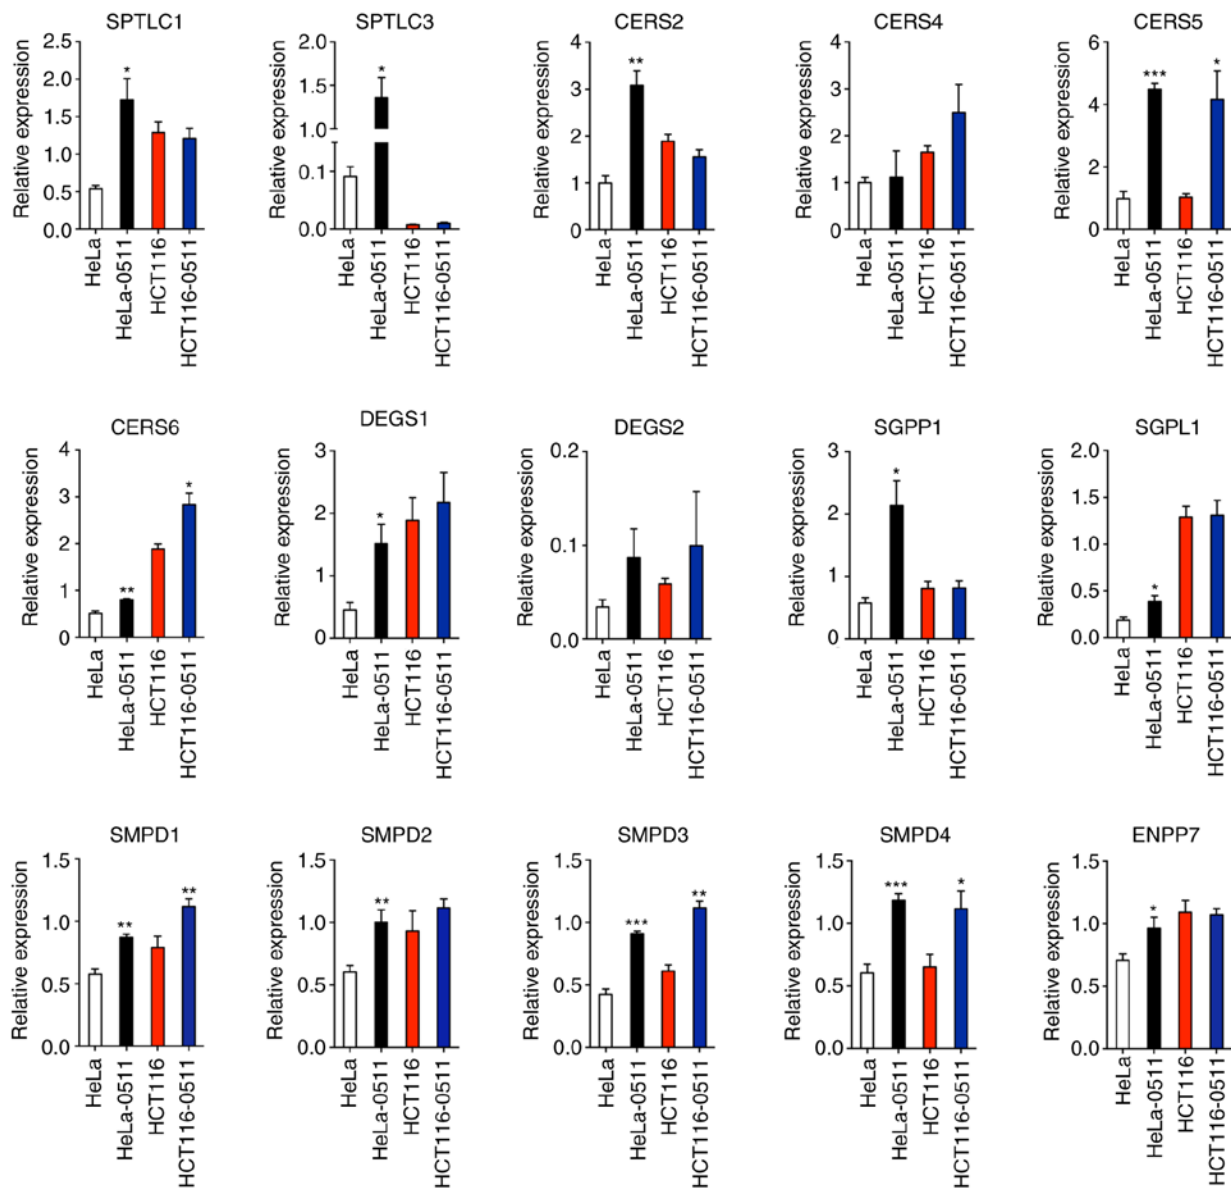 SPTLC1
Relative expression
2.5
2.0
1.5
1.0
0.5
0.0
*
HeLa
HeLa-0511
HCT116
HCT116-0511
SPTLC3
Relative expression
2.0
1.5
1.0
0.1
0.0
*
HeLa
HeLa-0511
HCT116
HCT116-0511
CERS2
Relative expression
4
3
2
1
0
**
HeLa
HeLa-0511
HCT116
HCT116-0511
CERS4
Relative expression
4
3
2
1
0
HeLa
HeLa-0511
HCT116
HCT116-0511
CERS5
Relative expression
6
4
2
0
***
*
HeLa
HeLa-0511
HCT116
HCT116-0511
CERS6
Relative expression
4
3
2
1
0
**
*
HeLa
HeLa-0511
HCT116
HCT116-0511
DEGS1
Relative expression
3
2
1
0
*
HeLa
HeLa-0511
HCT116
HCT116-0511
DEGS2
Relative expression
0.2
0.1
0.0
HeLa
HeLa-0511
HCT116
HCT116-0511
SGPP1
Relative expression
3
2
1
0
*
HeLa
HeLa-0511
HCT116
HCT116-0511
SGPL1
Relative expression
2.0
1.5
1.0
0.5
0.0
*
HeLa
HeLa-0511
HCT116
HCT116-0511
SMPD1
Relative expression
1.5
1.0
0.5
0.0
**
**
HeLa
HeLa-0511
HCT116
HCT116-0511
SMPD2
Relative expression
1.5
1.0
0.5
0.0
**
HeLa
HeLa-0511
HCT116
HCT116-0511
SMPD3
Relative expression
1.5
1.0
0.5
0.0
***
**
HeLa
HeLa-0511
HCT116
HCT116-0511
SMPD4
Relative expression
1.5
1.0
0.5
0.0
***
*
HeLa
HeLa-0511
HCT116
HCT116-0511
ENPP7
Relative expression
1.5
1.0
0.5
0.0
*
HeLa
HeLa-0511
HCT116
HCT116-0511